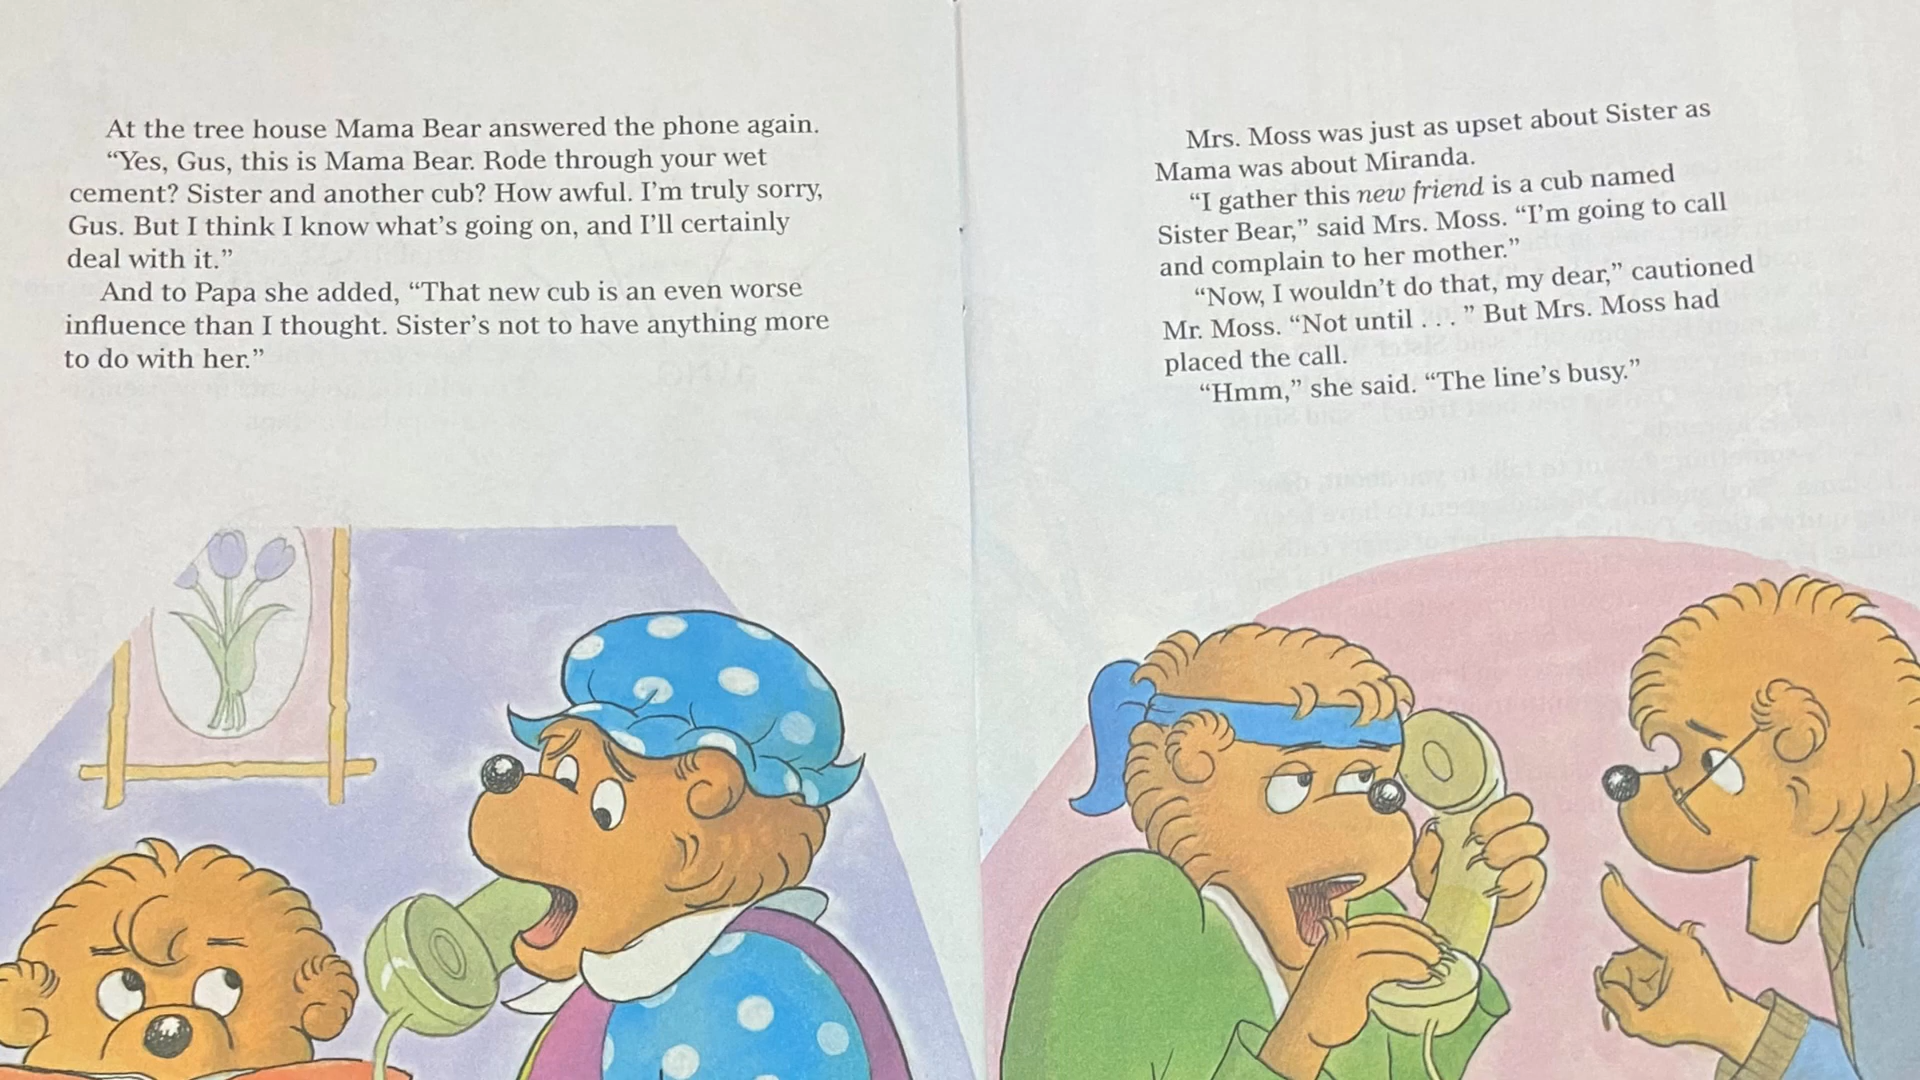 At the tree house Mama Bear answered the phone again.
“Yes, Gus, this is Mama Bear. Rode through your wet
cement? Sister and another cub? How awful. I’m truly sorry,
Gus. But I think I know what’s going on, and I’ll certainly
deal with it.”
And to Papa she added, “That new cub is an even worse
influence than I thought. Sister’s not to have anything more
to do with her.”
Mrs. Moss was just as upset about Sister as
Mama was about Miranda.
“I gather this new friend is a cub named
Sister Bear,” said Mrs. Moss. “I’m going to call
and complain to her mother.”
“Now, I wouldn’t do that, my dear,” cautioned
Mr. Moss. “Not until . . . ” But Mrs. Moss had
placed the call.
“Hmm,” she said. “The line’s busy.”